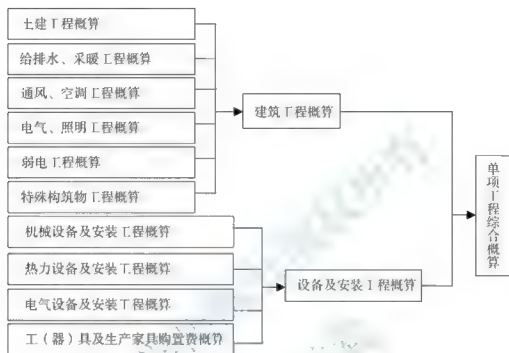 土建工程概算
给排水、采暖工程概算
通风、空调工程概算
电气、照明工程概算
弱电工程概算
特殊构筑物工程概算
建筑工程概算
机械设备及安装工程概算
热力设备及安装工程概算
电气设备及安装工程概算
工（器）具及生产家具购置费概算
设备及安装工程概算
单项工程综合概算